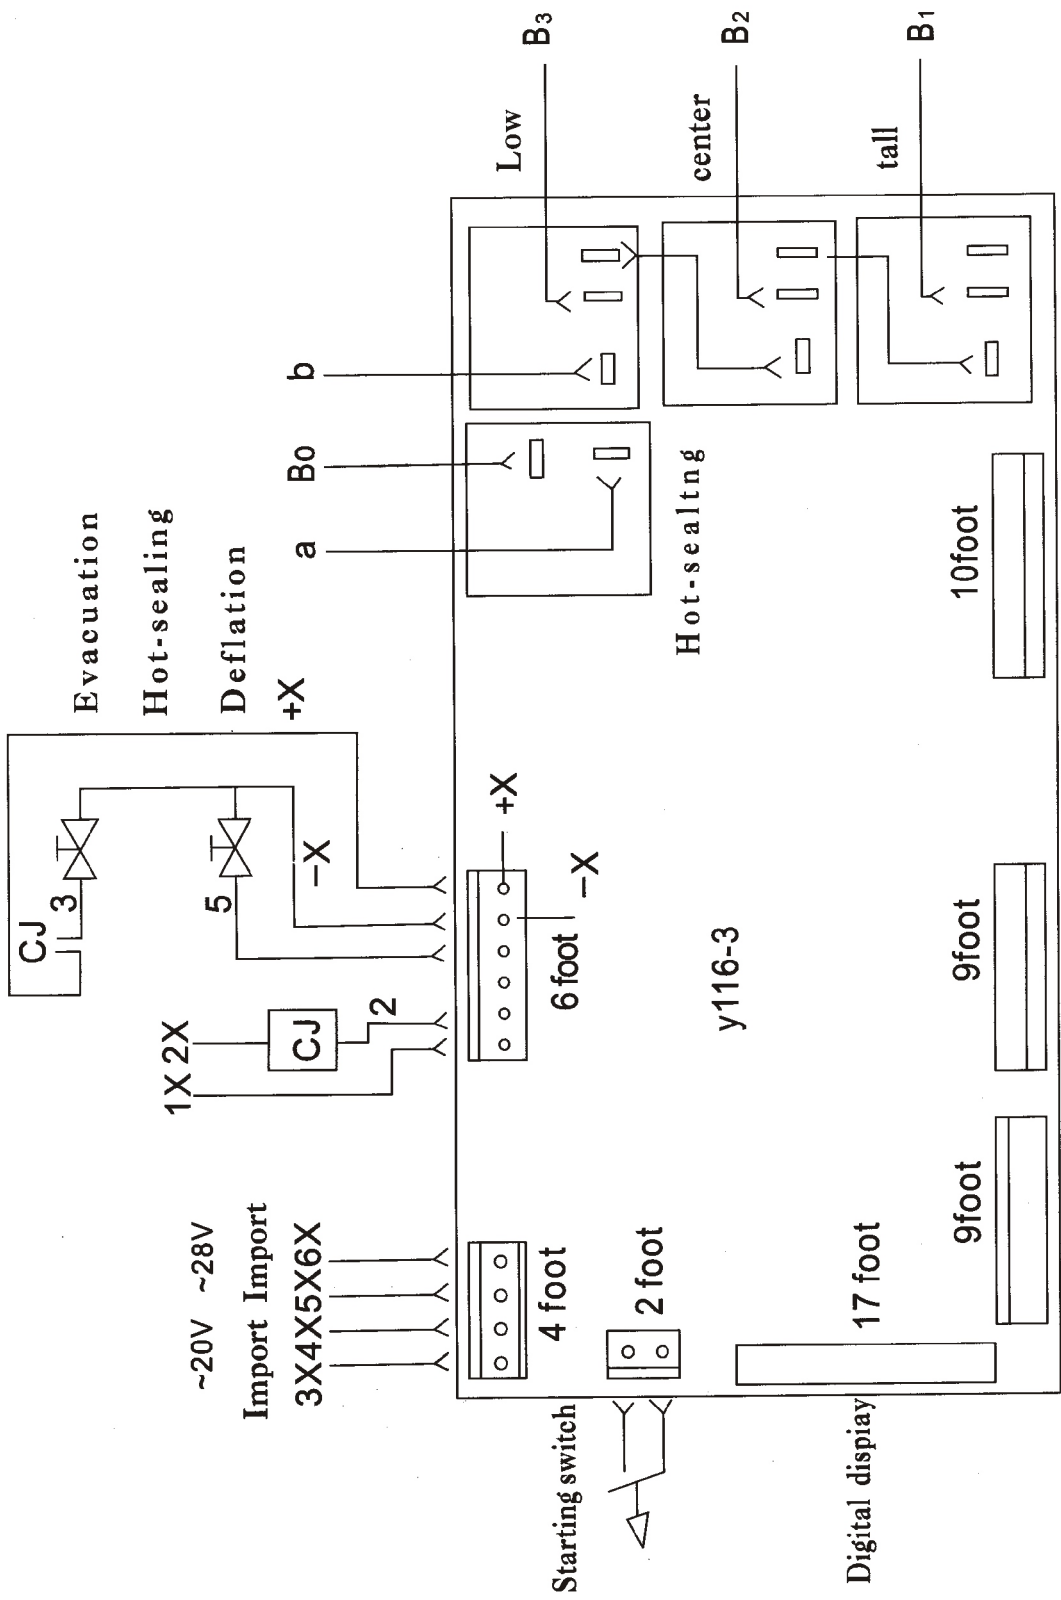 CJ
3
Evacuation
Hot-sealing
1X 2X
~20V ~28V
5
Deflation
Import Import
+X
3X4X5X6X
CJ
–X
a
Bo
b
2
+X
Low
B3
4 foot
6 foot
Starting switch
–X
2 foot
Hot-sealtng
center
y116-3
B2
Digital dispiay
17 foot
tall
B1
9foot
9foot
10foot